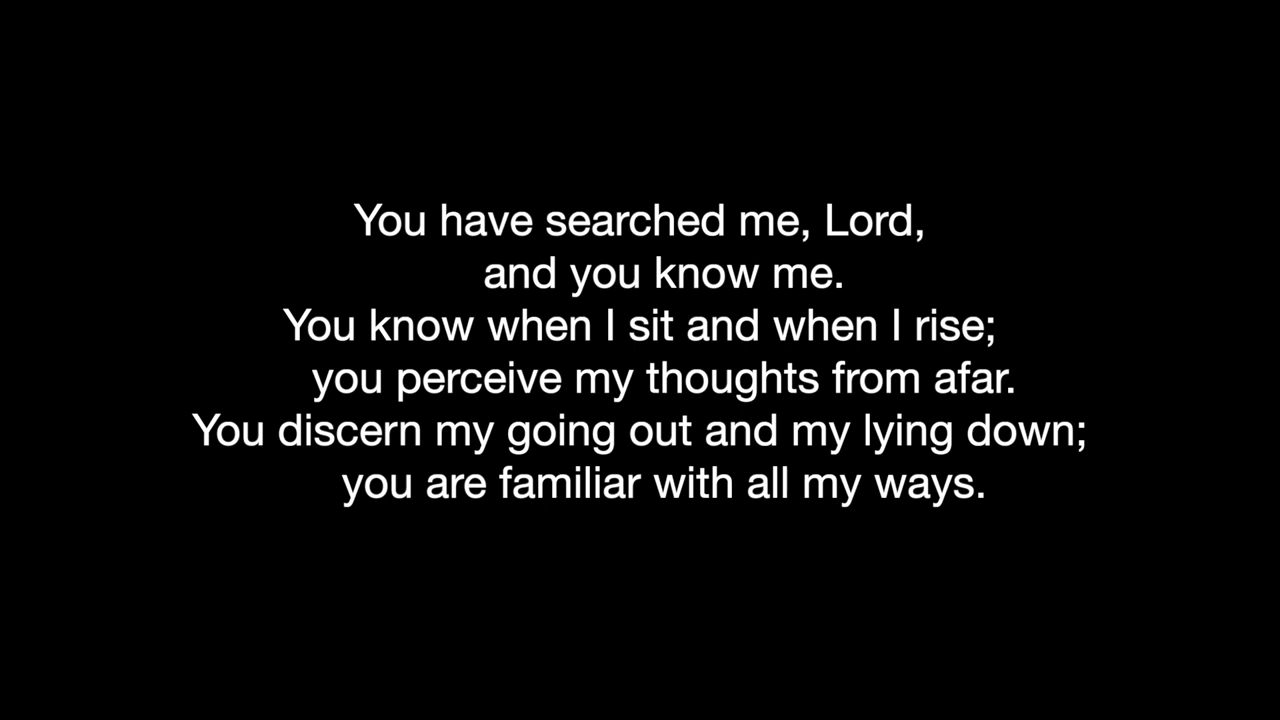 You have searched me, Lord,
and you know me.
You know when I sit and when I rise;
you perceive my thoughts from afar.
You discern my going out and my lying down;
you are familiar with all my ways.